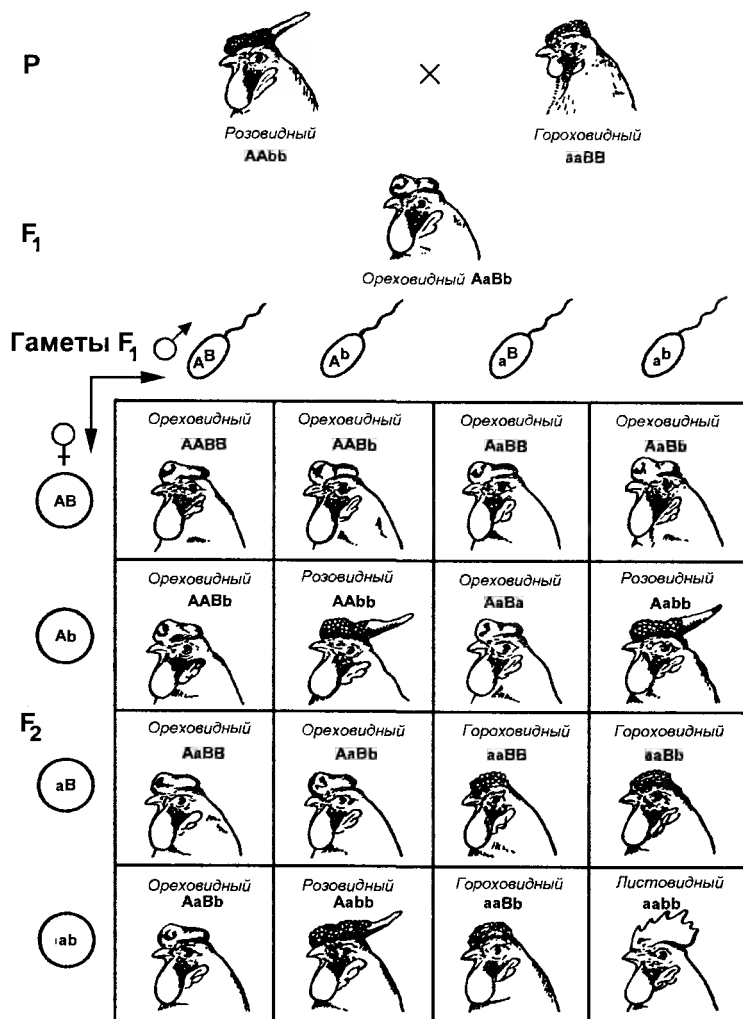 P
×
Розовидный
Гороховидный
AAbb
aaBB
F₁
Ореховидный AaBb
Гаметы F₁ ♂
AB
Ab
aB
ab
♀
Ореховидный
Ореховидный
Ореховидный
Ореховидный
AABB
AABb
AaBB
AaBb
AB
Ореховидный
Розовидный
Ореховидный
Розовидный
AABb
AAbb
AaBa
Aabb
Ab
F₂
Ореховидный
Ореховидный
Гороховидный
Гороховидный
AaBB
AaBb
aaBB
aaBb
aB
Ореховидный
Розовидный
Гороховидный
Листовидный
AaBb
Aabb
aaBb
aabb
ab